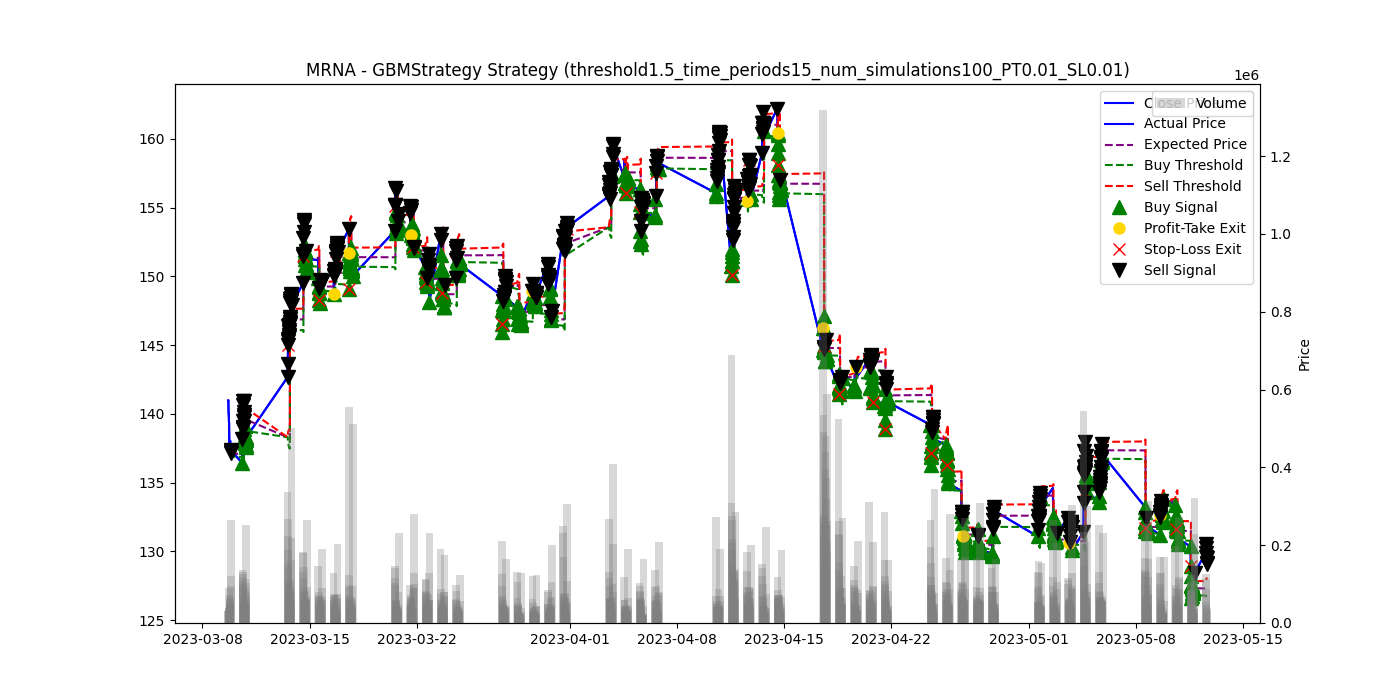 MRNA - GBMStrategy Strategy (threshold1.5_time_periods15_num_simulations100_PT0.01_SL0.01)
1e6
160
155
150
145
140
135
130
125
1.2
1.0
0.8
0.6
0.4
0.2
0.0
Price
Volume
Actual Price
Expected Price
Buy Threshold
Sell Threshold
Buy Signal
Profit-Take Exit
Stop-Loss Exit
Sell Signal
2023-03-08
2023-03-15
2023-03-22
2023-04-01
2023-04-08
2023-04-15
2023-04-22
2023-05-01
2023-05-08
2023-05-15